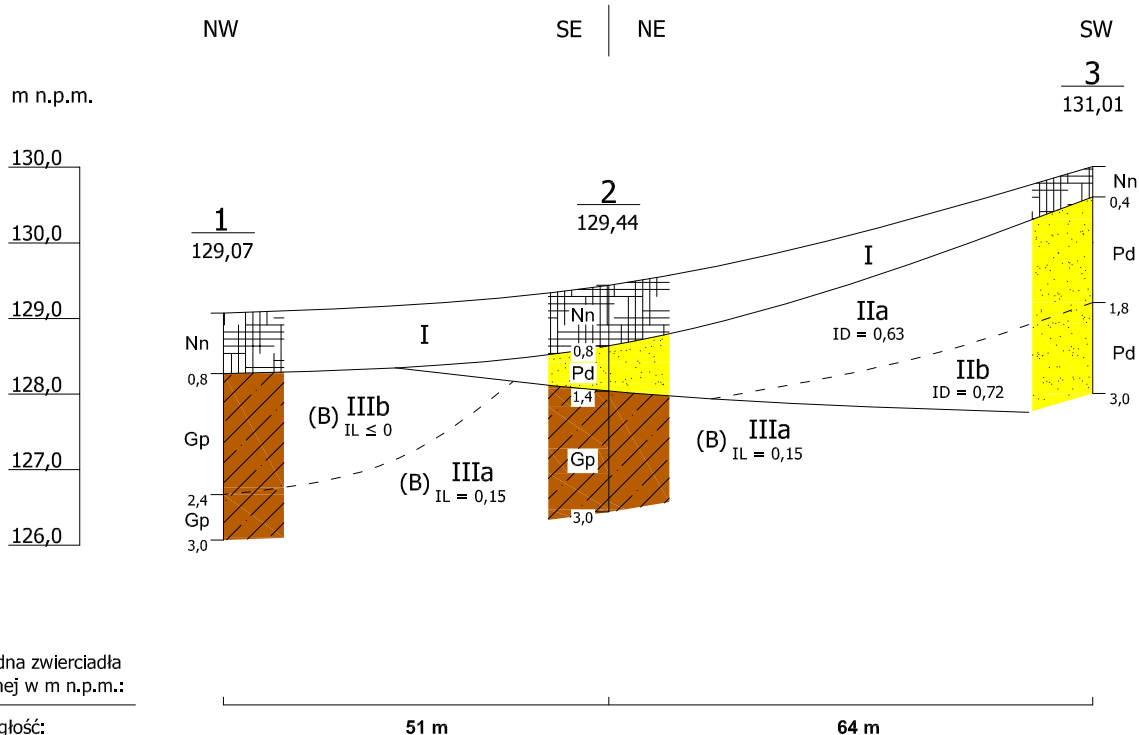 NW SE NE SW
3
131,01
m n.p.m.
130,0
130,0
129,0
128,0
127,0
126,0
1
129,07
2
129,44
Nn
0,8
Gp
2,4
Gp
3,0
I
(B) IIIb
IL ≤ 0
(B) IIIa
IL = 0,15
Nn
0,8
Pd
1,4
Gp
3,0
I
IIa
ID = 0,63
IIb
ID = 0,72
(B) IIIa
IL = 0,15
Nn
0,4
Pd
1,8
Pd
3,0
dna zwierciadła
nej w m n.p.m.:
głość:
51 m 64 m